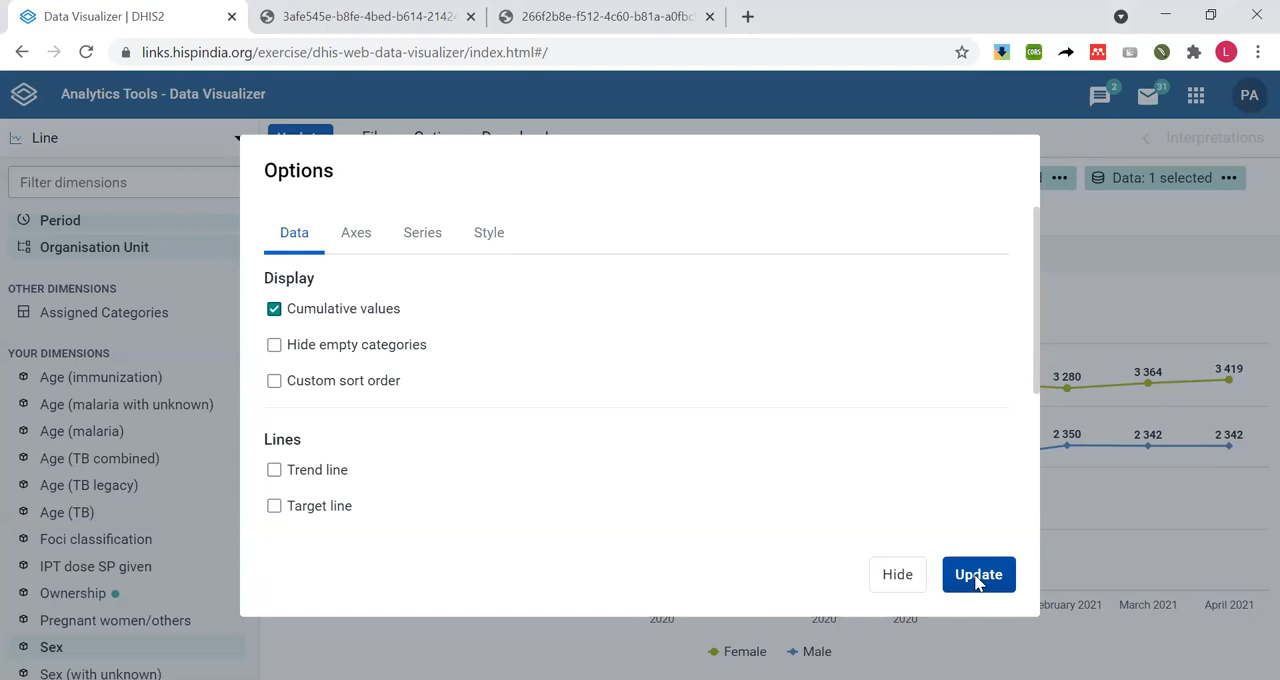 Data Visualizer | DHIS2
3afe545e-b8fe-4bed-b614-21424
266f2b8e-f512-4c60-b81a-a0fbc
links.hispindia.org/exercise/dhis-web-data-visualizer/index.html#/
CORS
L
Analytics Tools - Data Visualizer
2
31
PA
Line
Interpretations
Filter dimensions
Data: 1 selected
Period
Organisation Unit
OTHER DIMENSIONS
Assigned Categories
YOUR DIMENSIONS
Age (immunization)
Age (malaria with unknown)
Age (malaria)
Age (TB combined)
Age (TB legacy)
Age (TB)
Foci classification
IPT dose SP given
Ownership
Pregnant women/others
Sex
Sex (with unknown)
Options
Data Axes Series Style
Display
Cumulative values
Hide empty categories
Custom sort order
Lines
Trend line
Target line
Hide Update
3 280 3 364 3 419
2 350 2 342 2 342
ebruary 2021 March 2021 April 2021
2020 2020 2020
Female Male